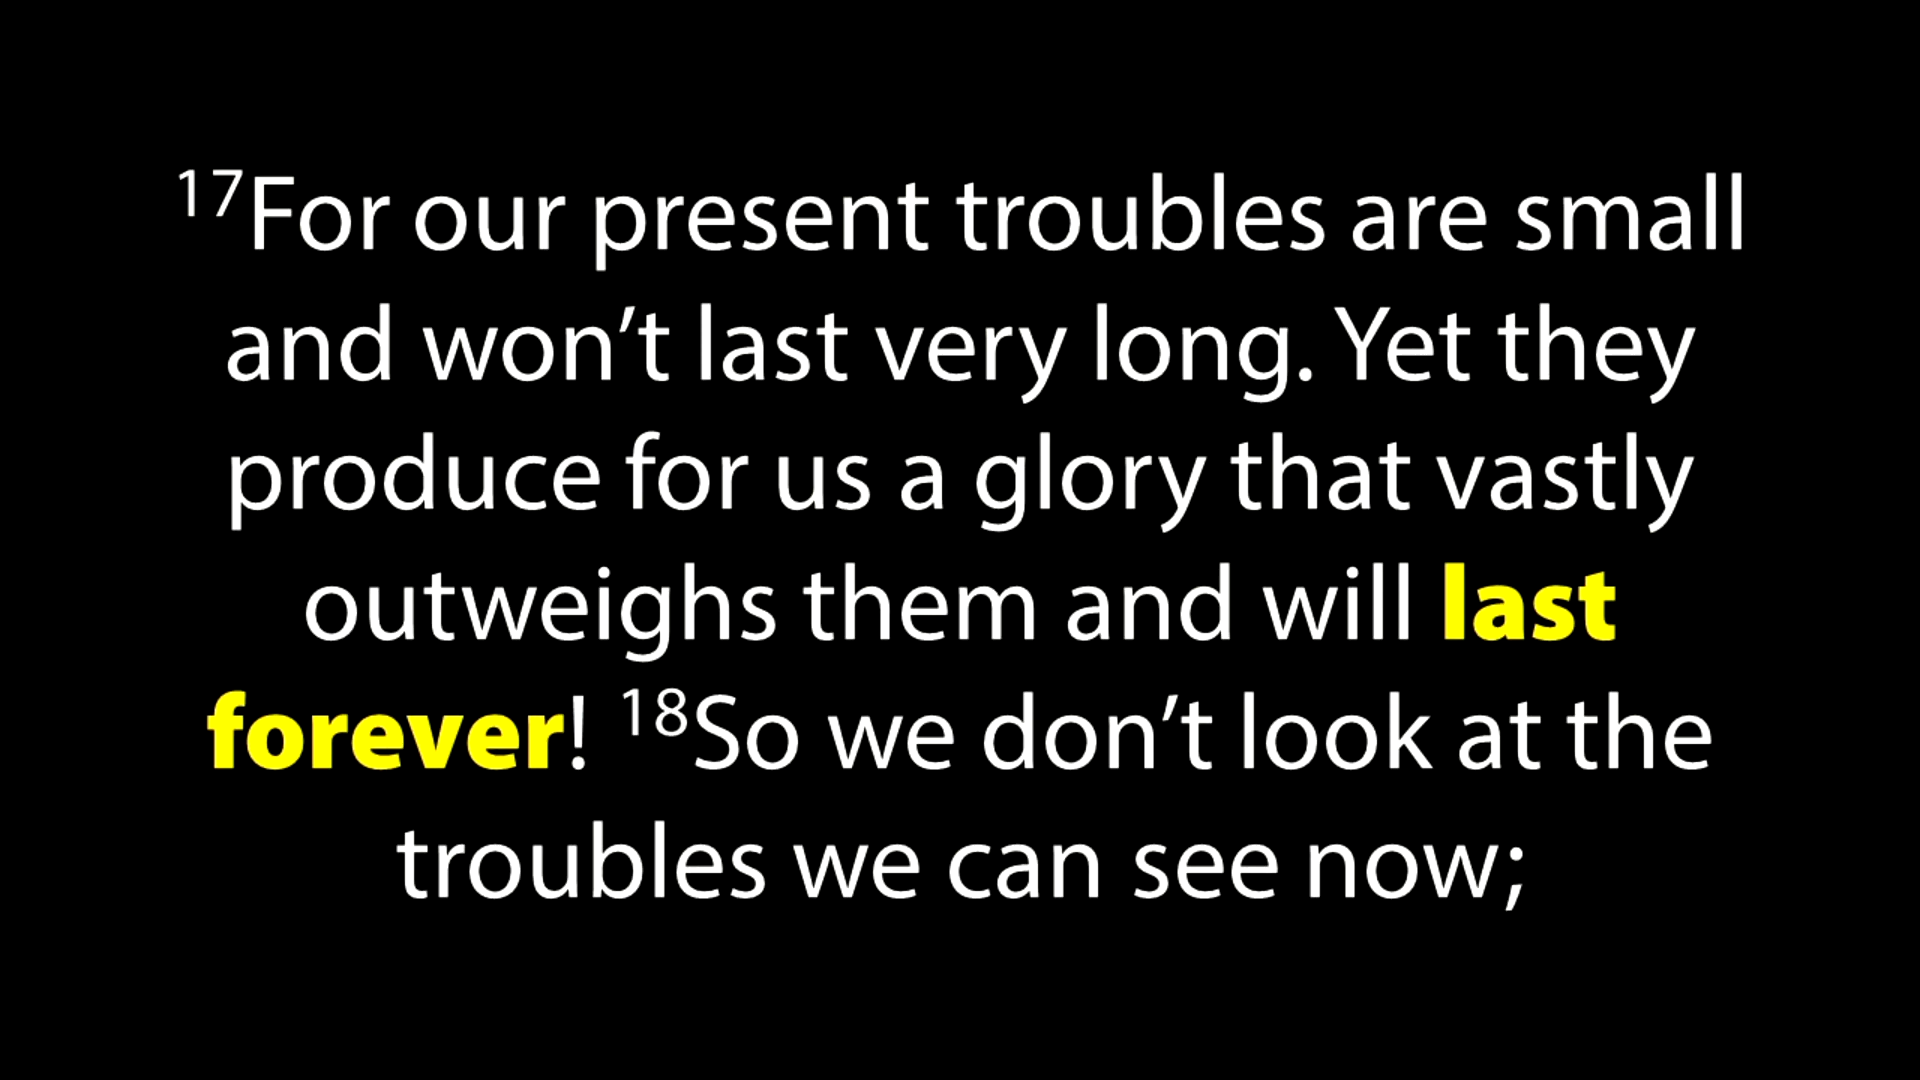 17For our present troubles are small
and won’t last very long. Yet they
produce for us a glory that vastly
outweighs them and will last
forever! 18So we don’t look at the
troubles we can see now;